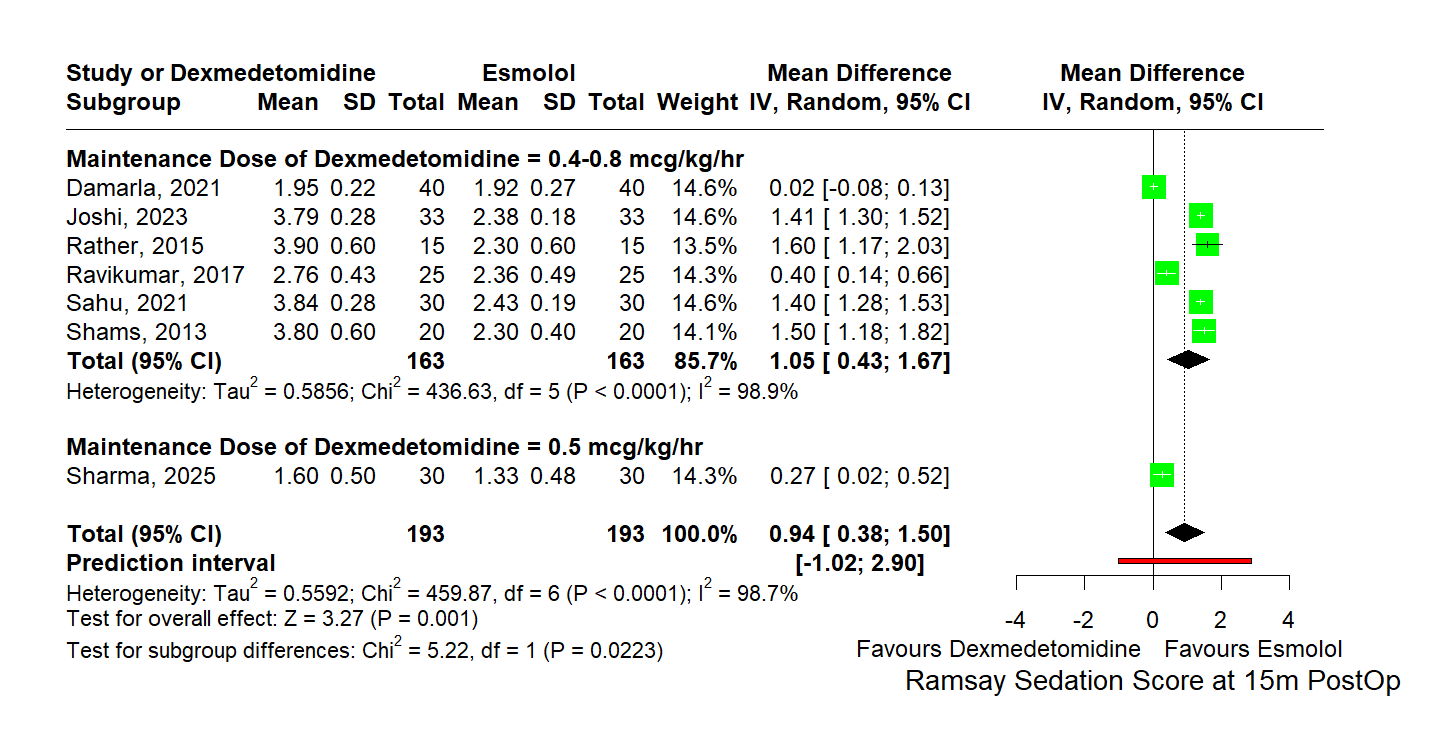 Study or Dexmedetomidine Esmolol Mean Difference Mean Difference
Subgroup Mean SD Total Mean SD Total Weight IV, Random, 95% CI IV, Random, 95% CI
Maintenance Dose of Dexmedetomidine = 0.4-0.8 mcg/kg/hr
Damarla, 2021 1.95 0.22 40 1.92 0.27 40 14.6% 0.02 [-0.08; 0.13]
Joshi, 2023 3.79 0.28 33 2.38 0.18 33 14.6% 1.41 [ 1.30; 1.52]
Rather, 2015 3.90 0.60 15 2.30 0.60 15 13.5% 1.60 [ 1.17; 2.03]
Ravikumar, 2017 2.76 0.43 25 2.36 0.49 25 14.3% 0.40 [ 0.14; 0.66]
Sahu, 2021 3.84 0.28 30 2.43 0.19 30 14.6% 1.40 [ 1.28; 1.53]
Shams, 2013 3.80 0.60 20 2.30 0.40 20 14.1% 1.50 [ 1.18; 1.82]
Total (95% CI) 163 163 85.7% 1.05 [ 0.43; 1.67]
Heterogeneity: Tau² = 0.5856; Chi² = 436.63, df = 5 (P < 0.0001); I² = 98.9%
Maintenance Dose of Dexmedetomidine = 0.5 mcg/kg/hr
Sharma, 2025 1.60 0.50 30 1.33 0.48 30 14.3% 0.27 [ 0.02; 0.52]
Total (95% CI) 193 193 100.0% 0.94 [ 0.38; 1.50]
Prediction interval [-1.02; 2.90]
Heterogeneity: Tau² = 0.5592; Chi² = 459.87, df = 6 (P < 0.0001); I² = 98.7%
Test for overall effect: Z = 3.27 (P = 0.001)
Test for subgroup differences: Chi² = 5.22, df = 1 (P = 0.0223)
-4 -2 0 2 4
Favours Dexmedetomidine Favours Esmolol
Ramsay Sedation Score at 15m PostOp